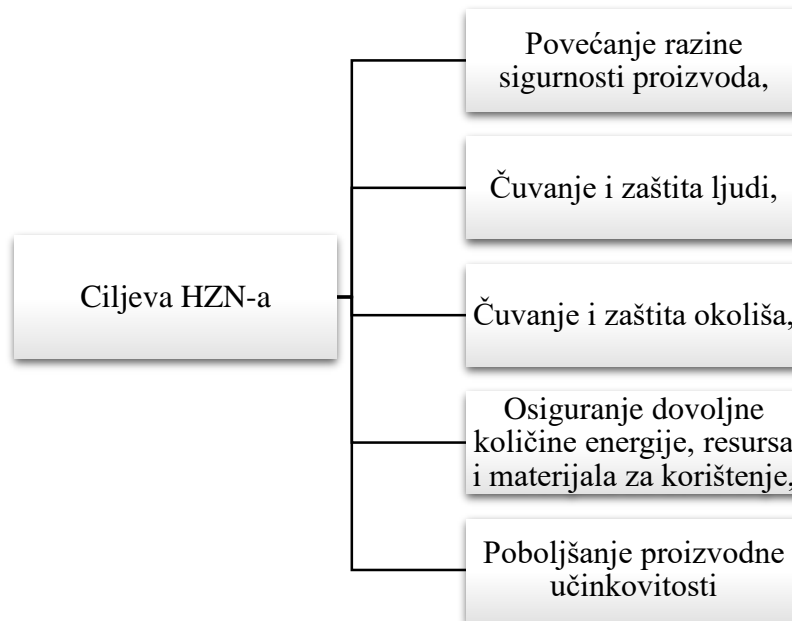 Povećanje razine
sigurnosti proizvoda,
Čuvanje i zaštita ljudi,
Ciljeva HZN-a
Čuvanje i zaštita okoliša,
Osiguranje dovoljne
količine energije, resursa
i materijala za korištenje,
Poboljšanje proizvodne
učinkovitosti